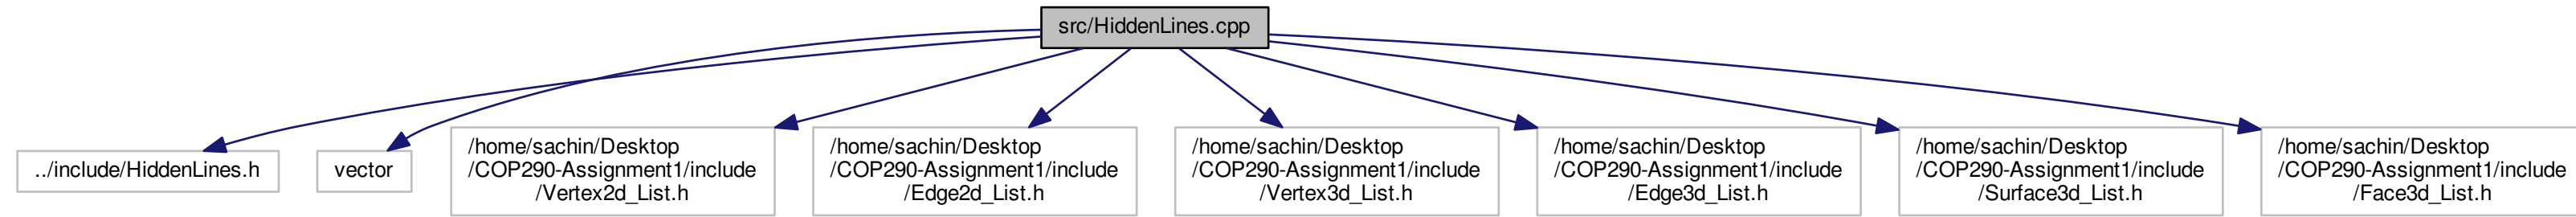 src/HiddenLines.cpp
../include/HiddenLines.h
vector
/home/sachin/Desktop
/COP290-Assignment1/include
/Vertex2d_List.h
/home/sachin/Desktop
/COP290-Assignment1/include
/Edge2d_List.h
/home/sachin/Desktop
/COP290-Assignment1/include
/Vertex3d_List.h
/home/sachin/Desktop
/COP290-Assignment1/include
/Edge3d_List.h
/home/sachin/Desktop
/COP290-Assignment1/include
/Surface3d_List.h
/home/sachin/Desktop
/COP290-Assignment1/include
/Face3d_List.h